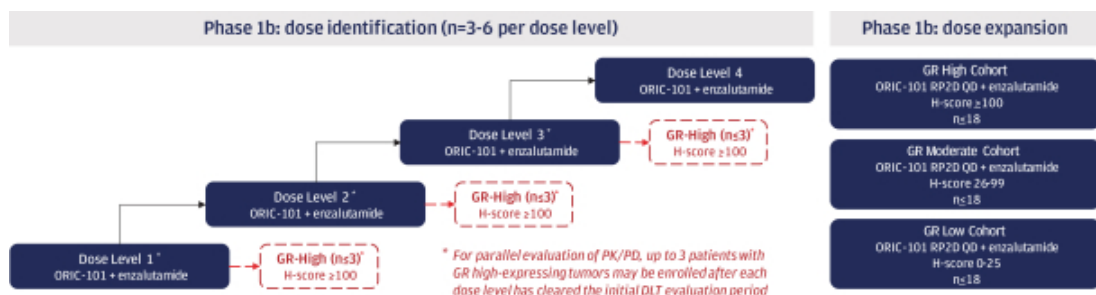 Phase 1b: dose identification (n=3-6 per dose level)
Dose Level 4
ORIC-101 + enzalutamide
Dose Level 3 *
ORIC-101 + enzalutamide
GR-High (n≤3)*
H-score ≥100
Dose Level 2 *
ORIC-101 + enzalutamide
GR-High (n≤3)*
H-score ≥100
Dose Level 1 *
ORIC-101 + enzalutamide
GR-High (n≤3)*
H-score ≥100
* For parallel evaluation of PK/PD, up to 3 patients with
GR high-expressing tumors may be enrolled after each
dose level has cleared the initial DLT evaluation period
Phase 1b: dose expansion
GR High Cohort
ORIC-101 RP2D QD + enzalutamide
H-score ≥100
n≤18
GR Moderate Cohort
ORIC-101 RP2D QD + enzalutamide
H-score 26-99
n≤18
GR Low Cohort
ORIC-101 RP2D QD + enzalutamide
H-score 0-25
n≤18